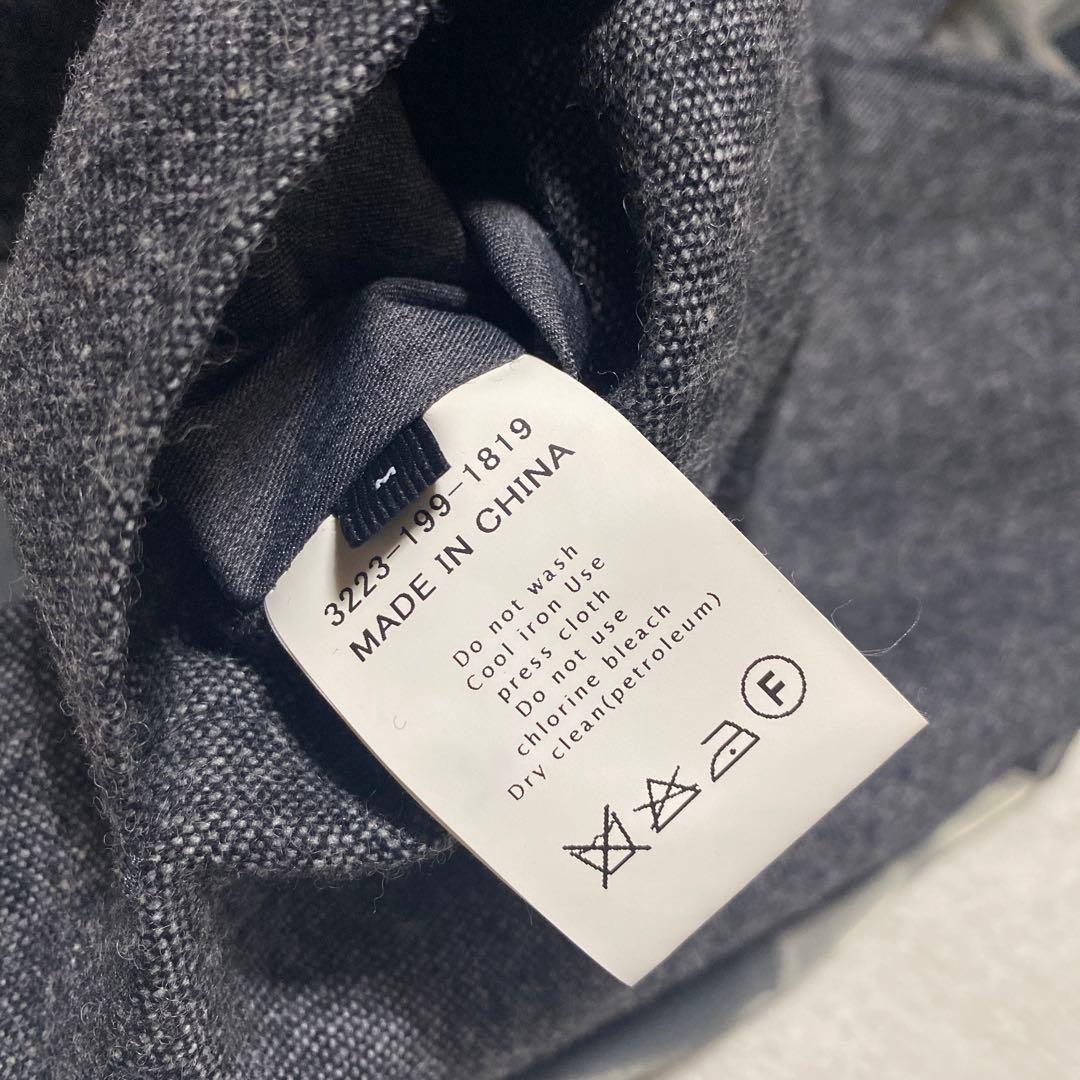 3223-199-1819
MADE IN CHINA
Do not wash
Cool iron Use
press cloth
Do not use
chlorine bleach
Dry clean(petroleum)
F